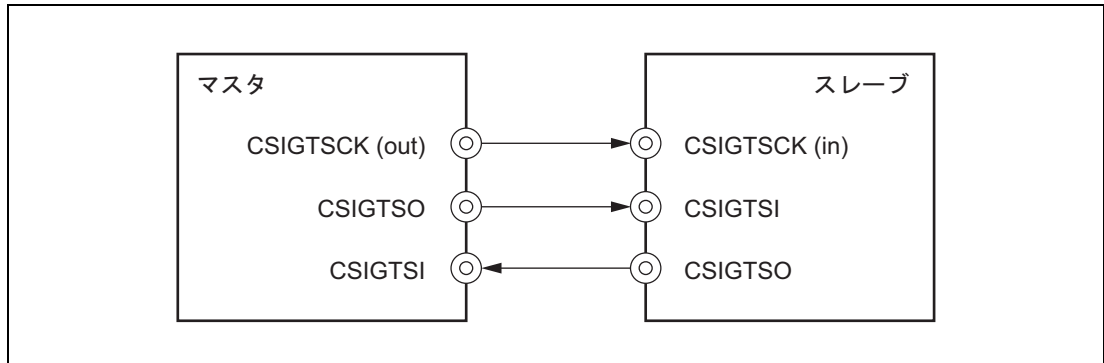 マスタ
スレーブ
CSIGTSCK (out)
CSIGTSCK (in)
CSIGTSO
CSIGTSI
CSIGTSI
CSIGTSO